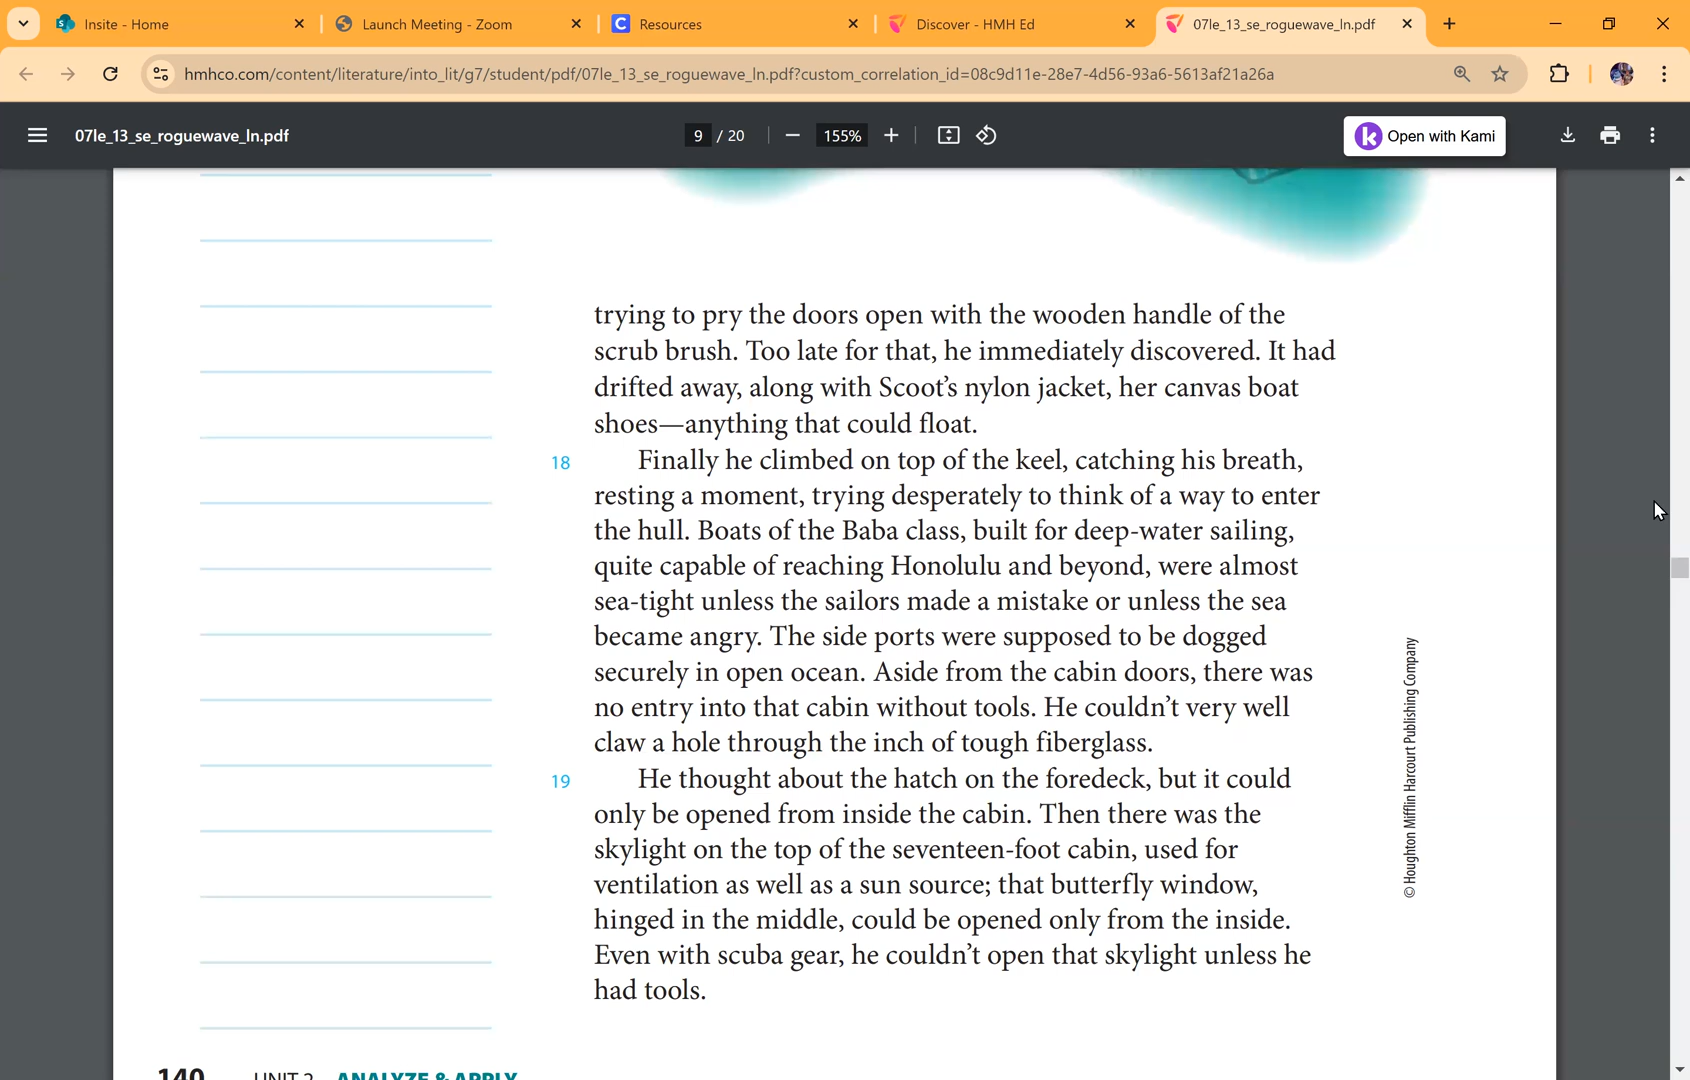 Insite - Home
Launch Meeting - Zoom
Resources
Discover - HMH Ed
07le_13_se_roguewave_ln.pdf
hmhco.com/content/literature/into_lit/g7/student/pdf/07le_13_se_roguewave_ln.pdf?custom_correlation_id=08c9d11e-28e7-4d56-93a6-5613af21a26a
07le_13_se_roguewave_ln.pdf
9 / 20
155%
Open with Kami
trying to pry the doors open with the wooden handle of the
scrub brush. Too late for that, he immediately discovered. It had
drifted away, along with Scoot’s nylon jacket, her canvas boat
shoes—anything that could float.
18 Finally he climbed on top of the keel, catching his breath,
resting a moment, trying desperately to think of a way to enter
the hull. Boats of the Baba class, built for deep-water sailing,
quite capable of reaching Honolulu and beyond, were almost
sea-tight unless the sailors made a mistake or unless the sea
became angry. The side ports were supposed to be dogged
securely in open ocean. Aside from the cabin doors, there was
no entry into that cabin without tools. He couldn’t very well
claw a hole through the inch of tough fiberglass.
19 He thought about the hatch on the foredeck, but it could
only be opened from inside the cabin. Then there was the
skylight on the top of the seventeen-foot cabin, used for
ventilation as well as a sun source; that butterfly window,
hinged in the middle, could be opened only from the inside.
Even with scuba gear, he couldn’t open that skylight unless he
had tools.
© Houghton Mifflin Harcourt Publishing Company
140 UNIT 2 ANALYZE & APPLY